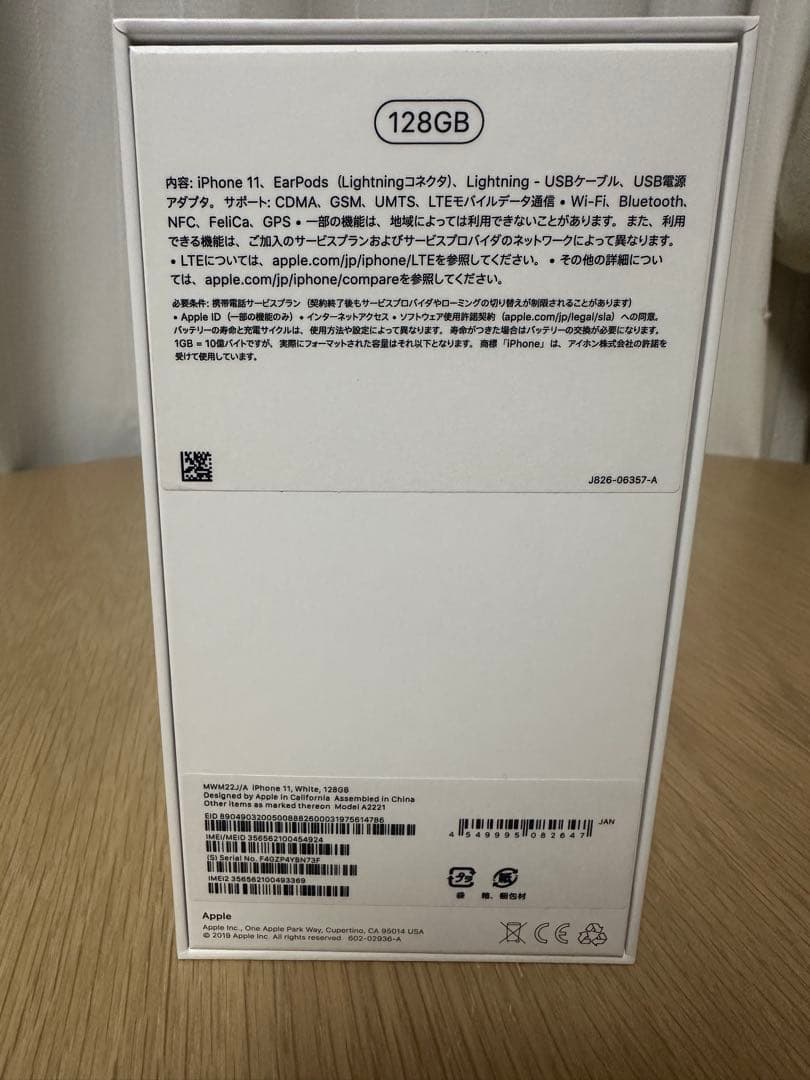 128GB
内容: iPhone 11、EarPods（Lightningコネクタ）、Lightning - USBケーブル、USB電源
アダプタ。 サポート: CDMA、GSM、UMTS、LTEモバイルデータ通信 • Wi-Fi、Bluetooth、
NFC、FeliCa、GPS • 一部の機能は、地域によっては利用できないことがあります。また、利用
できる機能は、ご加入のサービスプランおよびサービスプロバイダのネットワークによって異なります。
• LTEについては、apple.com/jp/iphone/LTEを参照してください。 • その他の詳細につい
ては、apple.com/jp/iphone/compareを参照してください。
必要条件: 携帯電話サービスプラン（契約終了後もサービスプロバイダやローミングの切り替えが制限されることがあります）
• Apple ID（一部の機能のみ）• インターネットアクセス • ソフトウェア使用許諾契約（apple.com/jp/legal/sla）への同意。
バッテリーの寿命と充電サイクルは、使用方法や設定によって異なります。 寿命がつきた場合はバッテリーの交換が必要になります。
1GB = 10億バイトですが、実際にフォーマットされた容量はそれ以下となります。 商標「iPhone」は、アイホン株式会社の許諾を
受けて使用しています。
J826-06357-A
MWM22J/A iPhone 11, White, 128GB
Designed by Apple in California Assembled in China
Other items as marked thereon Model A2221
EID 89049032005008882600031975614786
IMEI/MEID 356562100454924
(S) Serial No. F4GZP4YBN73F
IMEI2 356562100493369
JAN
4 549995 082647
プラ
紙
袋
箱、梱包材
Apple
Apple Inc., One Apple Park Way, Cupertino, CA 95014 USA
© 2019 Apple Inc. All rights reserved 602-02936-A
CE